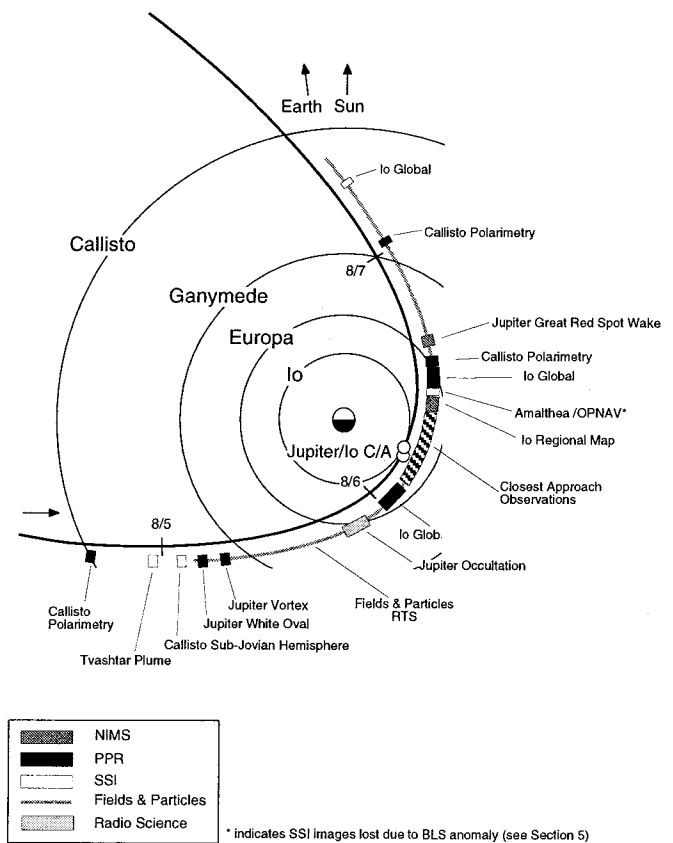 Earth Sun
Io Global
Callisto Polarimetry
Callisto
8/7
Ganymede
Jupiter Great Red Spot Wake
Europa
Callisto Polarimetry
Io
Io Global
Amalthea /OPNAV*
Io Regional Map
Jupiter/Io C/A
8/6
Closest Approach
Observations
8/5
Io Globa
Jupiter Occultation
Callisto
Polarimetry
Jupiter Vortex
Fields & Particles
RTS
Jupiter White Oval
Callisto Sub-Jovian Hemisphere
Tvashtar Plume
NIMS
PPR
SSI
Fields & Particles
Radio Science
* indicates SSI images lost due to BLS anomaly (see Section 5)